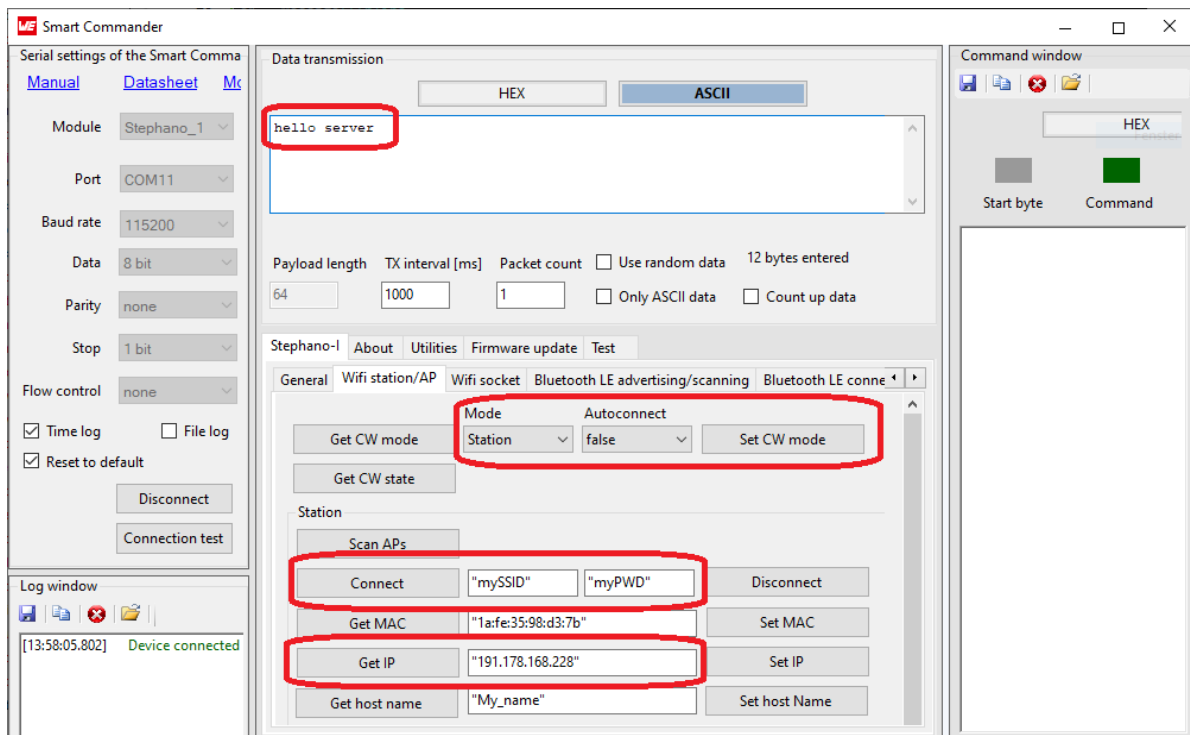 WE Smart Commander
Serial settings of the Smart Comma
Manual Datasheet Mo
Module Stephano_1
Port COM11
Baud rate 115200
Data 8 bit
Parity none
Stop 1 bit
Flow control none
Time log File log
Reset to default
Disconnect
Connection test
Log window
[13:58:05.802] Device connected
Data transmission
HEX ASCII
hello server
Payload length TX interval [ms] Packet count Use random data 12 bytes entered
64 1000 1 Only ASCII data Count up data
Stephano-I About Utilities Firmware update Test
General Wifi station/AP Wifi socket Bluetooth LE advertising/scanning Bluetooth LE conne
Mode Autoconnect
Get CW mode Station false Set CW mode
Get CW state
Station
Scan APs
Connect "mySSID" "myPWD" Disconnect
Get MAC "1a:fe:35:98:d3:7b" Set MAC
Get IP "191.178.168.228" Set IP
Get host name "My_name" Set host Name
Command window
HEX
Fenster
Start byte Command